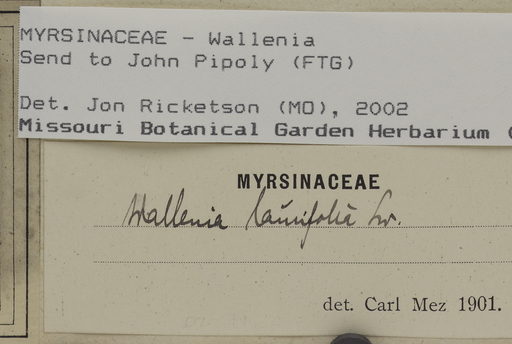 MYRSINACEAE - Wallenia
Send to John Pipoly (FTG)
Det. Jon Ricketson (MO), 2002
Missouri Botanical Garden Herbarium (
MYRSINACEAE
Wallenia laurifolia Sw.
det. Carl Mez 1901.